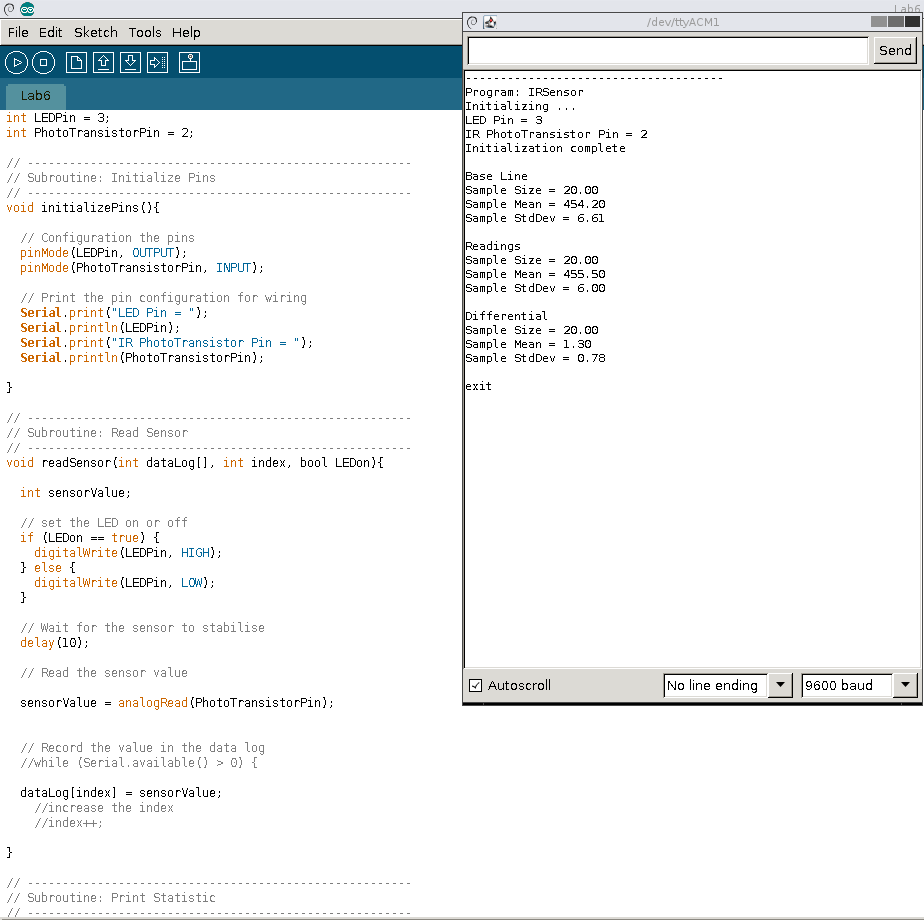 Lab6
File Edit Sketch Tools Help
Lab6
int LEDPin = 3;
int PhotoTransistorPin = 2;
// -------------------------------------------------------
// Subroutine: Initialize Pins
// -------------------------------------------------------
void initializePins(){
// Configuration the pins
pinMode(LEDPin, OUTPUT);
pinMode(PhotoTransistorPin, INPUT);
// Print the pin configuration for wiring
Serial.print("LED Pin = ");
Serial.println(LEDPin);
Serial.print("IR PhotoTransistor Pin = ");
Serial.println(PhotoTransistorPin);
}
// -------------------------------------------------------
// Subroutine: Read Sensor
// -------------------------------------------------------
void readSensor(int dataLog[], int index, bool LEDon){
int sensorValue;
// set the LED on or off
if (LEDon == true) {
digitalWrite(LEDPin, HIGH);
} else {
digitalWrite(LEDPin, LOW);
}
// Wait for the sensor to stabilise
delay(10);
// Read the sensor value
sensorValue = analogRead(PhotoTransistorPin);
// Record the value in the data log
//while (Serial.available() > 0) {
dataLog[index] = sensorValue;
//increase the index
//index++;
}
// -------------------------------------------------------
// Subroutine: Print Statistic
// -------------------------------------------------------
/dev/ttyACM1
Send
-------------------------------------
Program: IRSensor
Initializing ...
LED Pin = 3
IR PhotoTransistor Pin = 2
Initialization complete
Base Line
Sample Size = 20.00
Sample Mean = 454.20
Sample StdDev = 6.61
Readings
Sample Size = 20.00
Sample Mean = 455.50
Sample StdDev = 6.00
Differential
Sample Size = 20.00
Sample Mean = 1.30
Sample StdDev = 0.78
exit
Autoscroll
No line ending
9600 baud